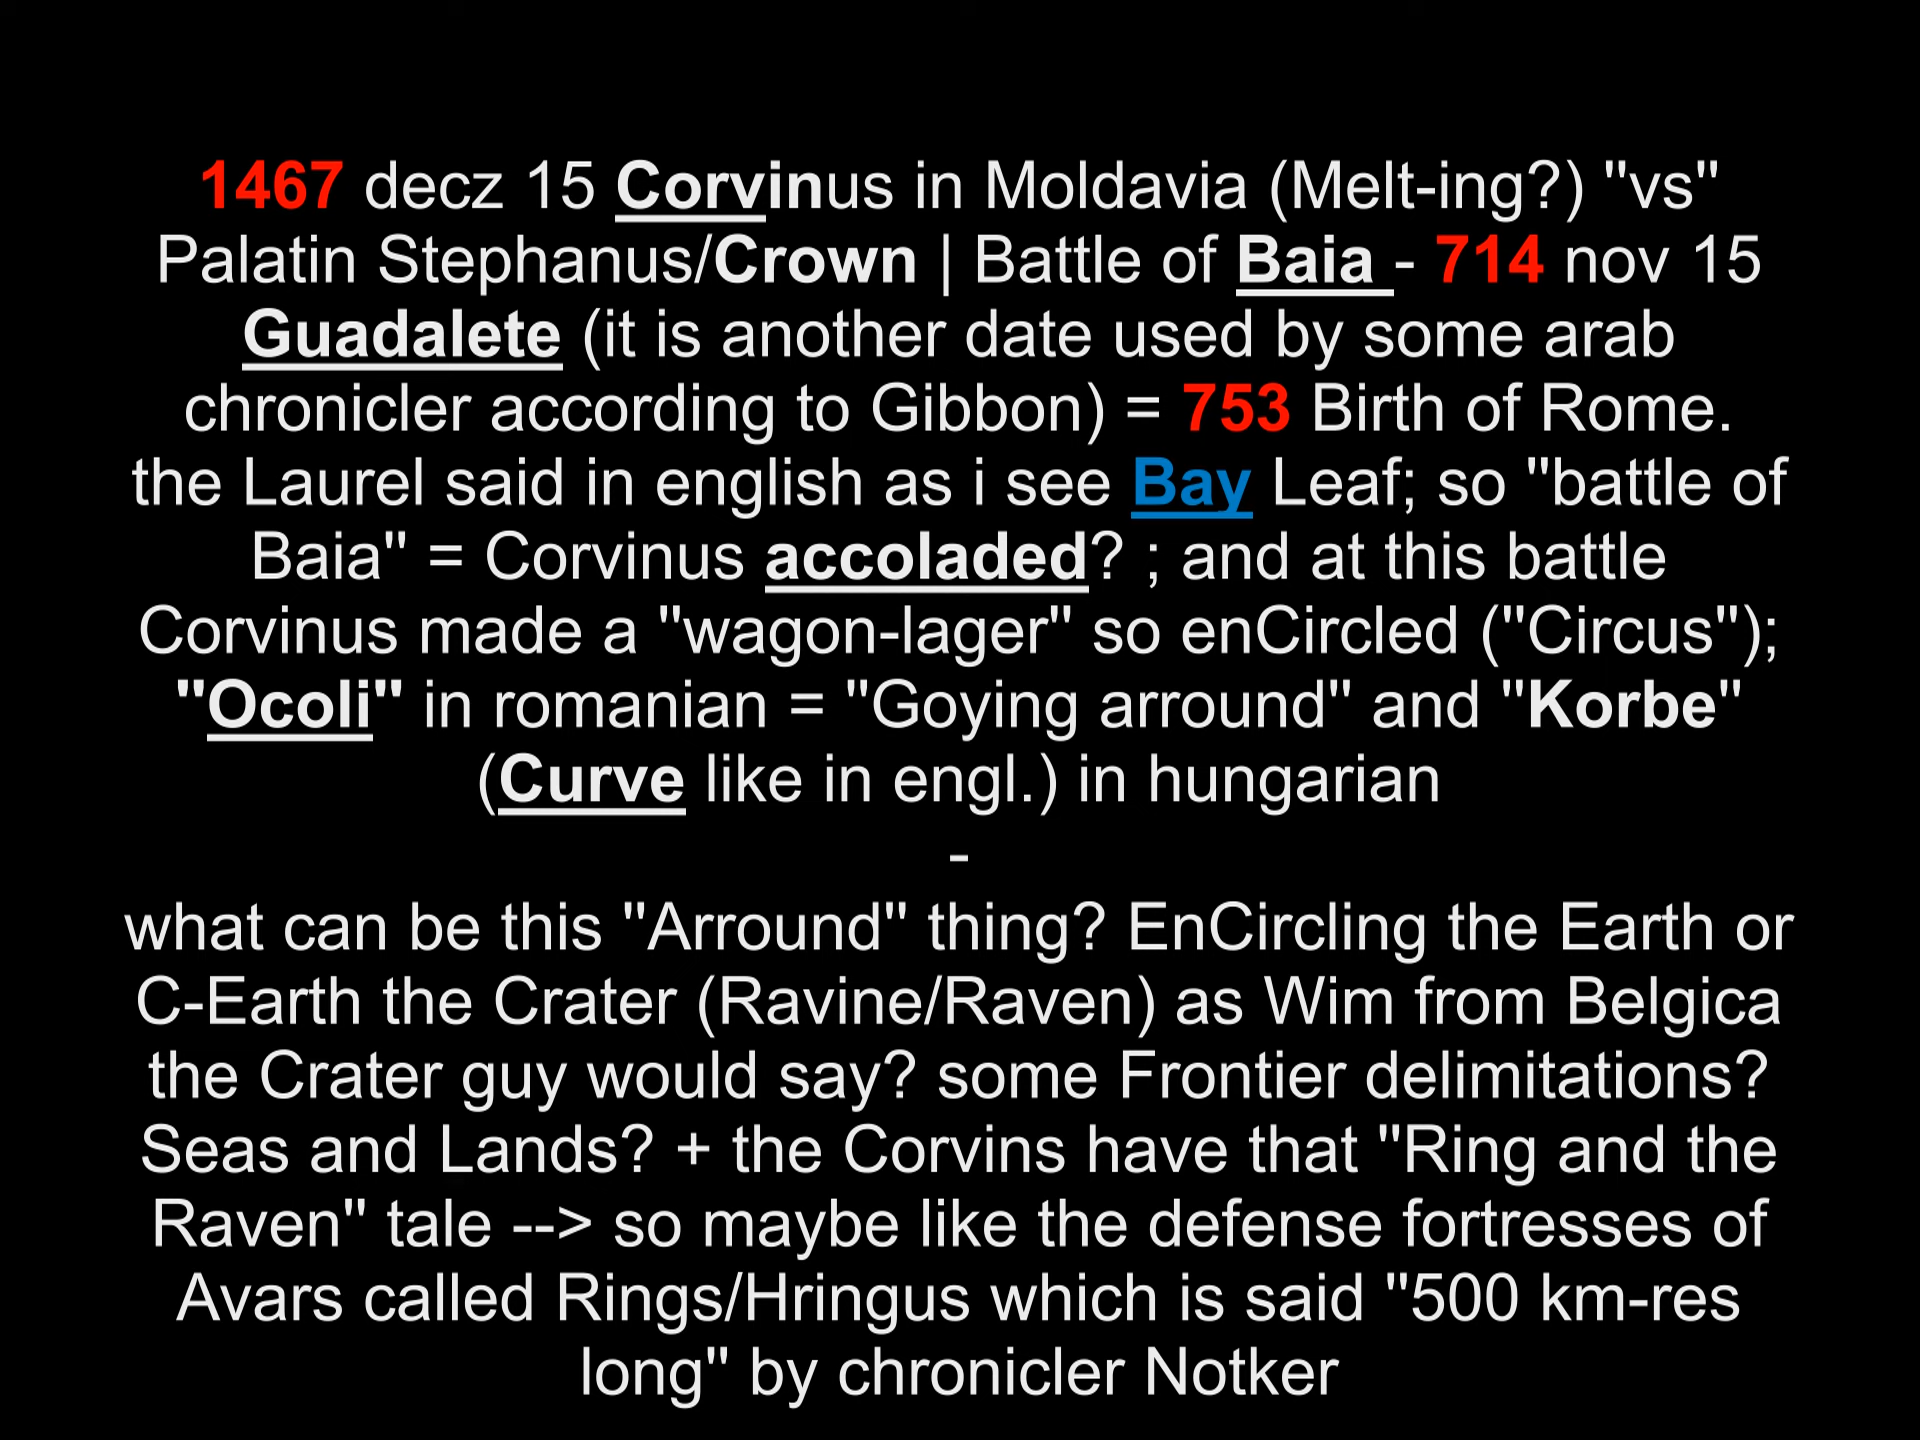 1467 decz 15 Corvinus in Moldavia (Melt-ing?) "vs"
Palatin Stephanus/Crown | Battle of Baia - 714 nov 15
Guadalete (it is another date used by some arab
chronicler according to Gibbon) = 753 Birth of Rome.
the Laurel said in english as i see Bay Leaf; so "battle of
Baia" = Corvinus accoladed? ; and at this battle
Corvinus made a "wagon-lager" so enCircled ("Circus");
"Ocoli" in romanian = "Goying arround" and "Korbe"
(Curve like in engl.) in hungarian
-
what can be this "Arround" thing? EnCircling the Earth or
C-Earth the Crater (Ravine/Raven) as Wim from Belgica
the Crater guy would say? some Frontier delimitations?
Seas and Lands? + the Corvins have that "Ring and the
Raven" tale --> so maybe like the defense fortresses of
Avars called Rings/Hringus which is said "500 km-res
long" by chronicler Notker